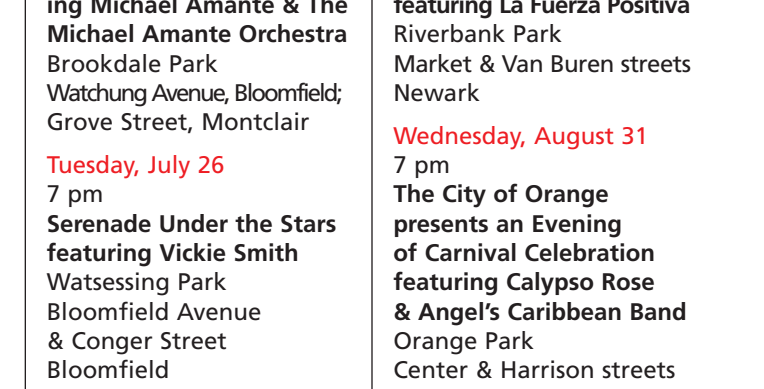 ing Michael Amante & The
Michael Amante Orchestra
Brookdale Park
Watchung Avenue, Bloomfield;
Grove Street, Montclair
Tuesday, July 26
7 pm
Serenade Under the Stars
featuring Vickie Smith
Watsessing Park
Bloomfield Avenue
& Conger Street
Bloomfield
featuring La Fuerza Positiva
Riverbank Park
Market & Van Buren streets
Newark
Wednesday, August 31
7 pm
The City of Orange
presents an Evening
of Carnival Celebration
featuring Calypso Rose
& Angel’s Caribbean Band
Orange Park
Center & Harrison streets